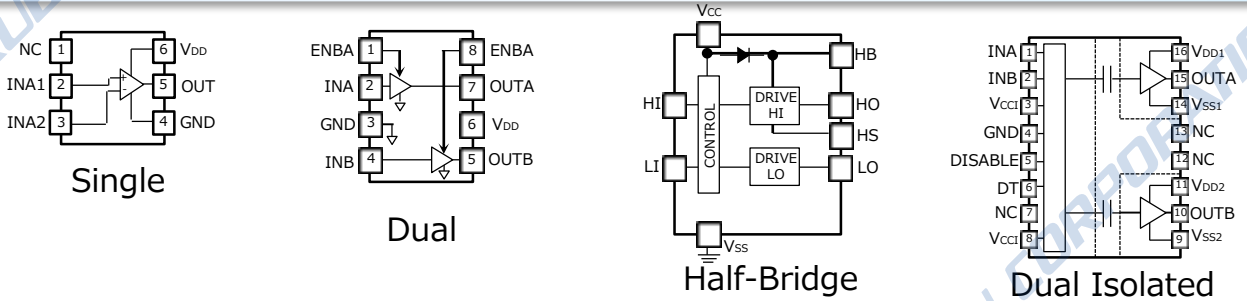 NC 1 6 VDD
INA1 2 + 5 OUT
INA2 3 - 4 GND
Single
ENBA 1 8 ENBA
INA 2 7 OUTA
GND 3 6 VDD
INB 4 5 OUTB
Dual
VCC
HB
HI CONTROL DRIVE HI HO
HS
LI DRIVE LO LO
VSS
Half-Bridge
INA 1 16 VDD1
INB 2 15 OUTA
VCCI 3 14 VSS1
GND 4 13 NC
DISABLE 5 12 NC
DT 6 11 VDD2
NC 7 10 OUTB
VCCI 8 9 VSS2
Dual Isolated
CORPORATI